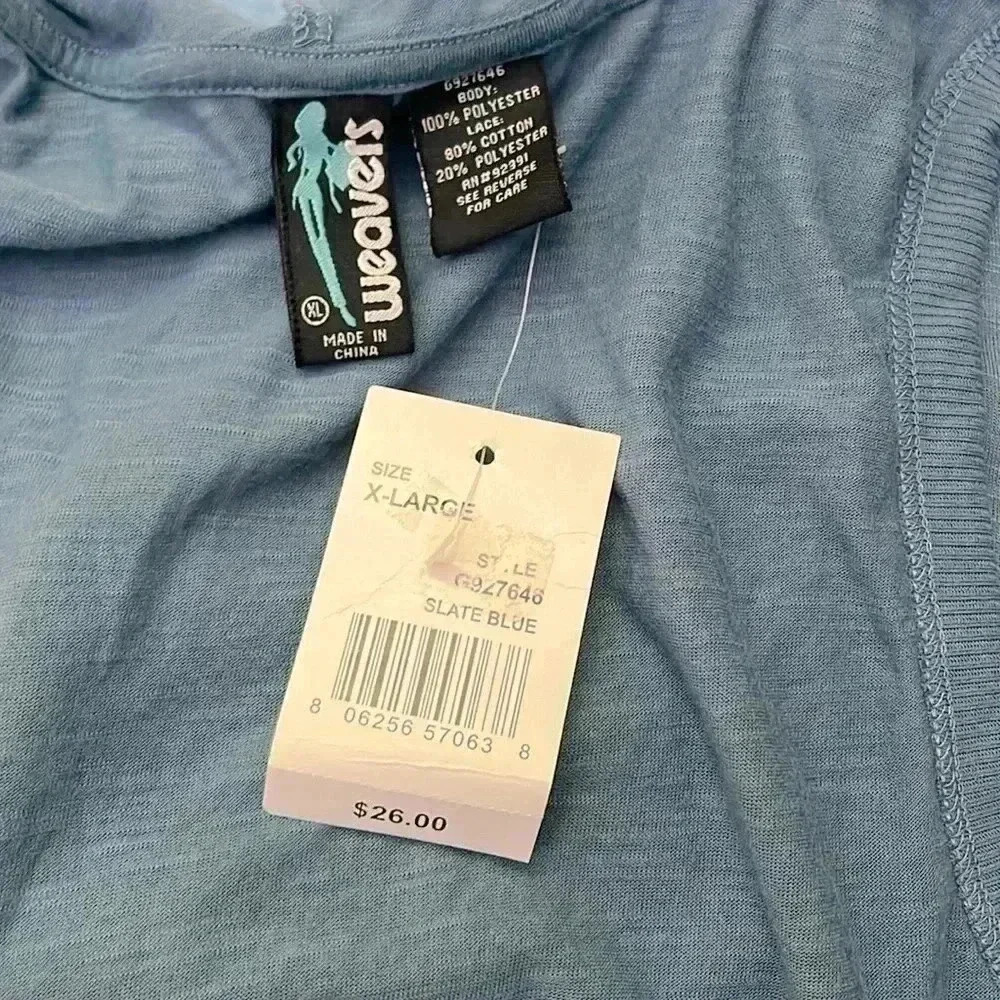 weavers
XL
MADE IN
CHINA
G927646
BODY:
100% POLYESTER
LACE:
80% COTTON
20% POLYESTER
RN#92391
SEE REVERSE
FOR CARE
SIZE
X-LARGE
STYLE
G927646
SLATE BLUE
8 06256 57063 8
$26.00